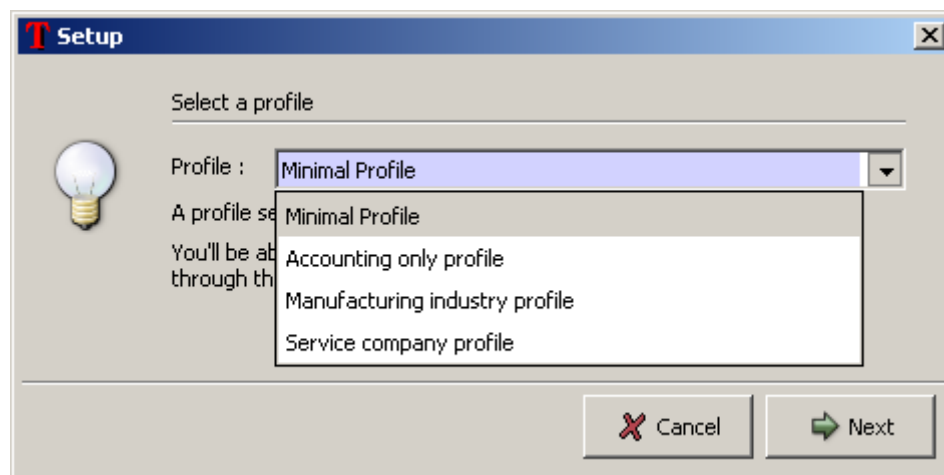 T Setup
Select a profile
Profile : Minimal Profile
A profile se
You'll be ab
through th
Minimal Profile
Accounting only profile
Manufacturing industry profile
Service company profile
Cancel Next